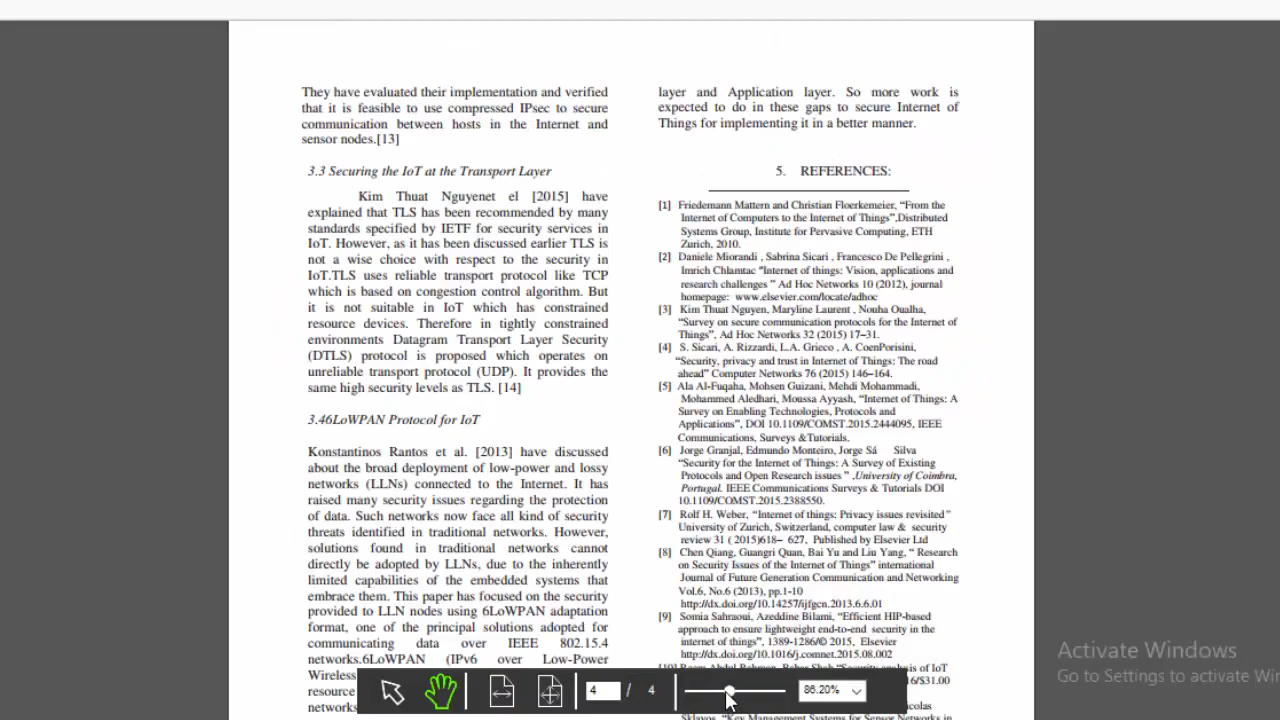 They have evaluated their implementation and verified
that it is feasible to use compressed IPsec to secure
communication between hosts in the Internet and
sensor nodes.[13]
3.3 Securing the IoT at the Transport Layer
Kim Thuat Nguyenet el [2015] have
explained that TLS has been recommended by many
standards specified by IETF for security services in
IoT. However, as it has been discussed earlier TLS is
not a wise choice with respect to the security in
IoT.TLS uses reliable transport protocol like TCP
which is based on congestion control algorithm. But
it is not suitable in IoT which has constrained
resource devices. Therefore in tightly constrained
environments Datagram Transport Layer Security
(DTLS) protocol is proposed which operates on
unreliable transport protocol (UDP). It provides the
same high security levels as TLS. [14]
3.46LoWPAN Protocol for IoT
Konstantinos Rantos et al. [2013] have discussed
about the broad deployment of low-power and lossy
networks (LLNs) connected to the Internet. It has
raised many security issues regarding the protection
of data. Such networks now face all kind of security
threats identified in traditional networks. However,
solutions found in traditional networks cannot
directly be adopted by LLNs, due to the inherently
limited capabilities of the embedded systems that
embrace them. This paper has focused on the security
provided to LLN nodes using 6LoWPAN adaptation
format, one of the principal solutions adopted for
communicating data over IEEE 802.15.4
networks.6LoWPAN (IPv6 over Low-Power
Wireless
resource
networks
layer and Application layer. So more work is
expected to do in these gaps to secure Internet of
Things for implementing it in a better manner.
5. REFERENCES:
[1] Friedemann Mattern and Christian Floerkemeier, “From the
Internet of Computers to the Internet of Things”,Distributed
Systems Group, Institute for Pervasive Computing, ETH
Zurich, 2010.
[2] Daniele Miorandi , Sabrina Sicari , Francesco De Pellegrini ,
Imrich Chlamtac “Internet of things: Vision, applications and
research challenges ” Ad Hoc Networks 10 (2012), journal
homepage: www.elsevier.com/locate/adhoc
[3] Kim Thuat Nguyen, Maryline Laurent , Nouha Oualha,
“Survey on secure communication protocols for the Internet of
Things”, Ad Hoc Networks 32 (2015) 17–31.
[4] S. Sicari, A. Rizzardi, L.A. Grieco , A. CoenPorisini,
“Security, privacy and trust in Internet of Things: The road
ahead” Computer Networks 76 (2015) 146–164.
[5] Ala Al-Fuqaha, Mohsen Guizani, Mehdi Mohammadi,
Mohammed Aledhari, Moussa Ayyash, “Internet of Things: A
Survey on Enabling Technologies, Protocols and
Applications”, DOI 10.1109/COMST.2015.2444095, IEEE
Communications, Surveys &Tutorials.
[6] Jorge Granjal, Edmundo Monteiro, Jorge Sá Silva
“Security for the Internet of Things: A Survey of Existing
Protocols and Open Research issues ” ,University of Coimbra,
Portugal. IEEE Communications Surveys & Tutorials DOI
10.1109/COMST.2015.2388550.
[7] Rolf H. Weber, “Internet of things: Privacy issues revisited”
University of Zurich, Switzerland, computer law & security
review 31 ( 2015)618– 627, Published by Elsevier Ltd
[8] Chen Qiang, Guangri Quan, Bai Yu and Liu Yang, “ Research
on Security Issues of the Internet of Things” international
Journal of Future Generation Communication and Networking
Vol.6, No.6 (2013), pp.1-10
http://dx.doi.org/10.14257/ijfgcn.2013.6.6.01
[9] Somia Sahraoui, Azeddine Bilami, “Efficient HIP-based
approach to ensure lightweight end-to-end security in the
internet of things”, 1389-1286/© 2015, Elsevier
http://dx.doi.org/10.1016/j.comnet.2015.08.002
of IoT
4 / 4
86.20%
Activate Windows
Go to Settings to activate Win